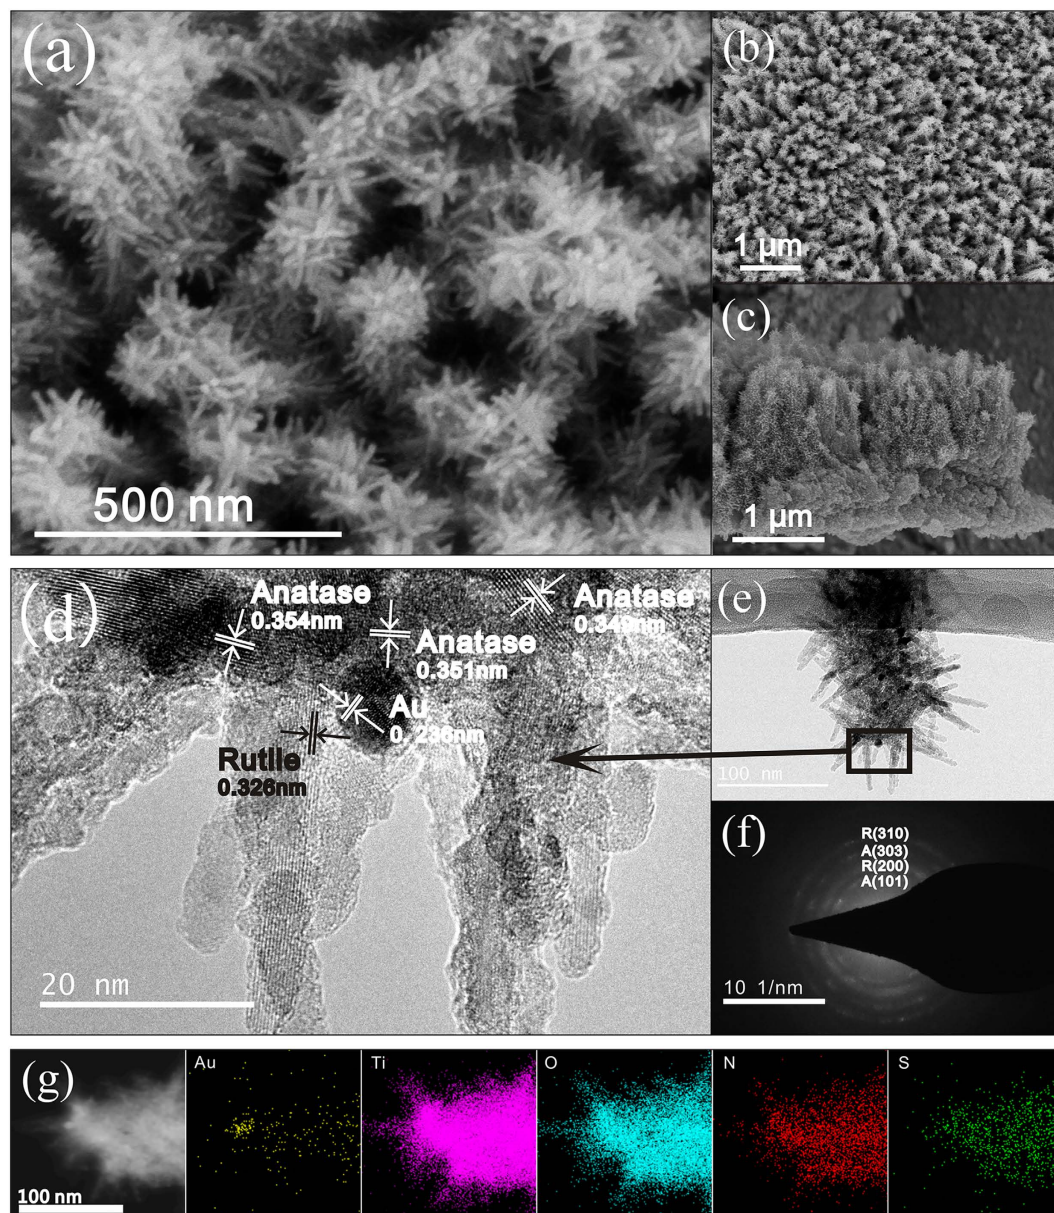 (a)
500 nm
(b)
1 μm
(c)
1 μm
(d)
Anatase
0.354nm
Anatase
0.351nm
Anatase
0.349nm
Au
0.236nm
Rutile
0.326nm
20 nm
(e)
100 nm
(f)
R(310)
A(303)
R(200)
A(101)
10 1/nm
(g)
100 nm
Au
Ti
O
N
S